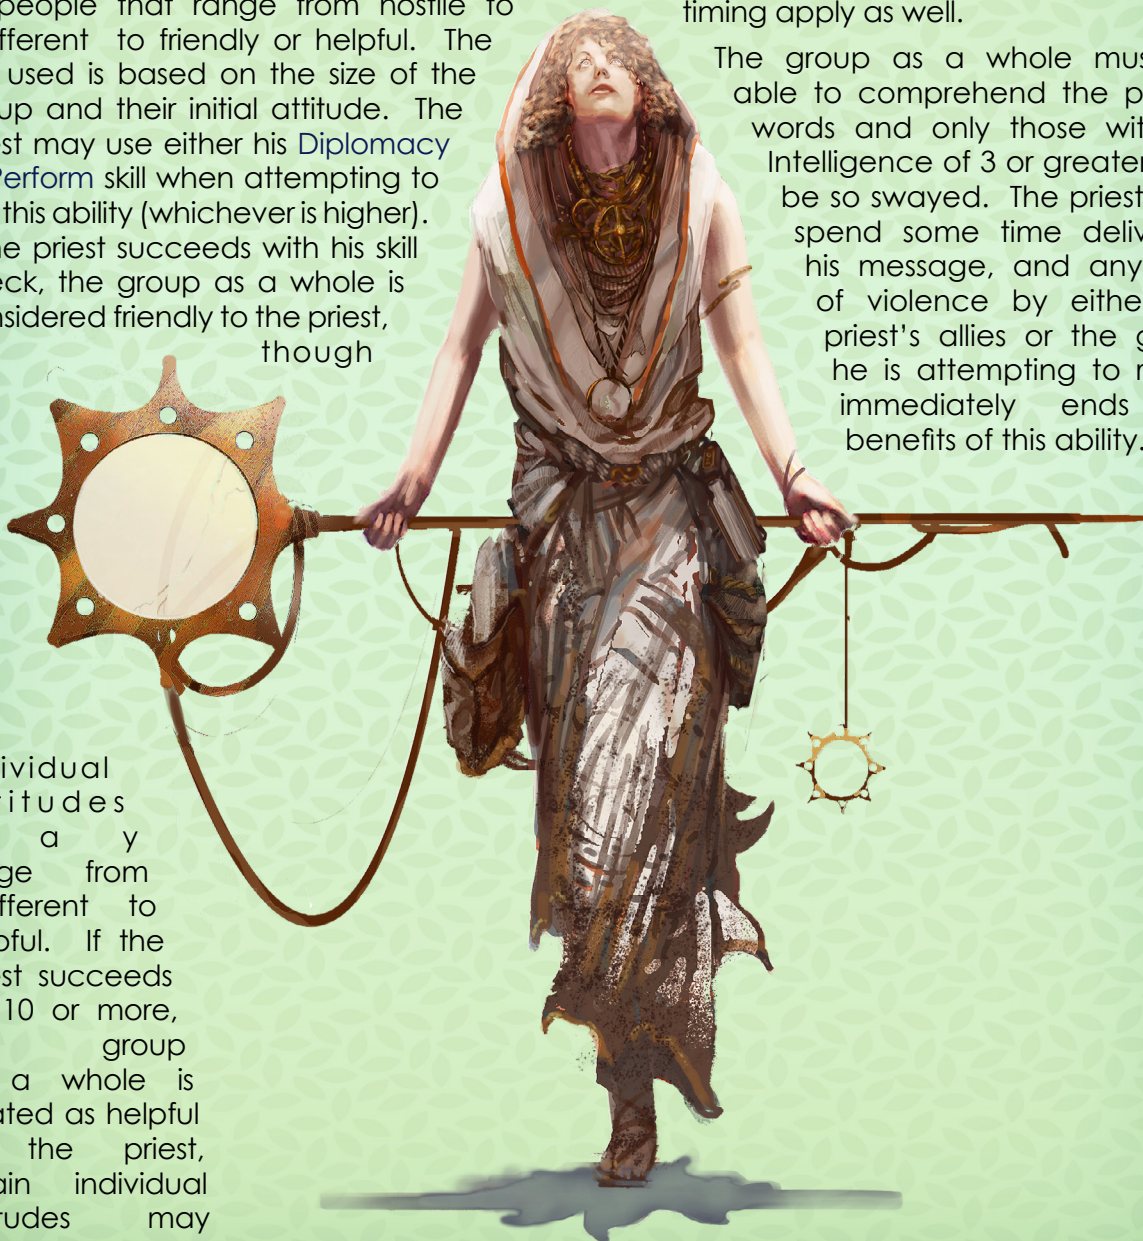 people that range from hostile to
fferent to friendly or helpful. The
used is based on the size of the
up and their initial attitude. The
est may use either his Diplomacy
Perform skill when attempting to
this ability (whichever is higher).
he priest succeeds with his skill
eck, the group as a whole is
nsidered friendly to the priest,
though
ividual
titudes
a y
ge from
fferent to
pful. If the
est succeeds
10 or more,
group
a whole is
ated as helpful
the priest,
ain individual
tudes may
timing apply as well.
The group as a whole mus
able to comprehend the p
words and only those wit
Intelligence of 3 or greater
be so swayed. The priest
spend some time deliv
his message, and any
of violence by eithe
priest's allies or the g
he is attempting to
immediately ends
benefits of this ability.